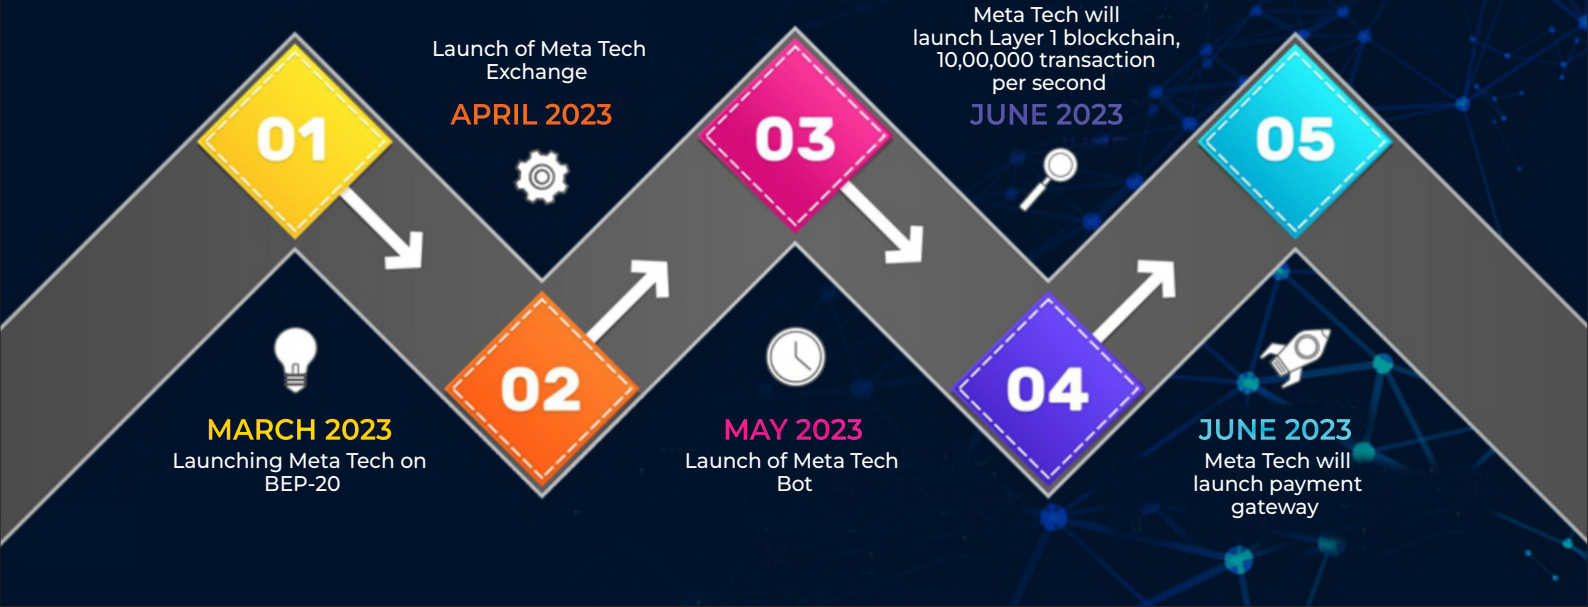 01
MARCH 2023
Launching Meta Tech on
BEP-20
Launch of Meta Tech
Exchange
APRIL 2023
02
03
MAY 2023
Launch of Meta Tech
Bot
Meta Tech will
launch Layer 1 blockchain,
10,00,000 transaction
per second
JUNE 2023
04
05
JUNE 2023
Meta Tech will
launch payment
gateway